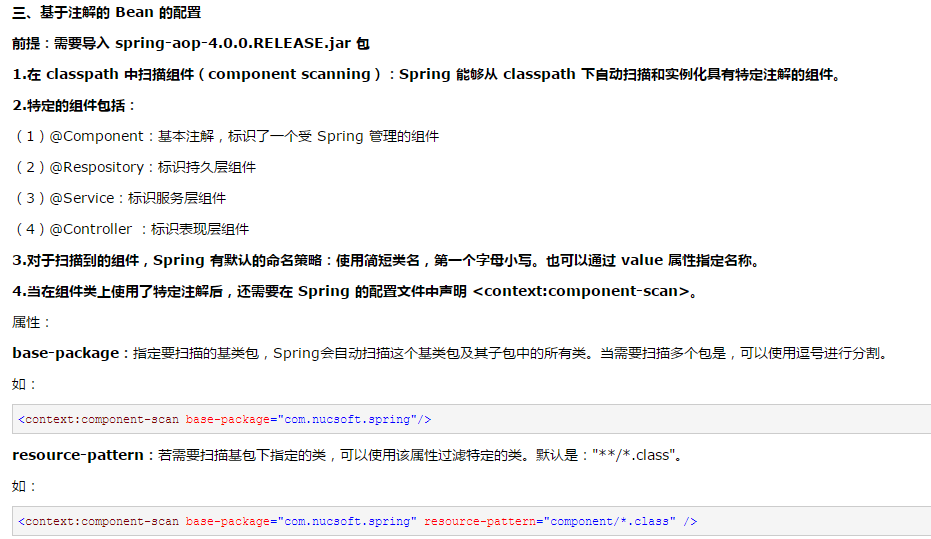 三、基于注解的 Bean 的配置
前提：需要导入 spring-aop-4.0.0.RELEASE.jar 包
1.在 classpath 中扫描组件（component scanning）：Spring 能够从 classpath 下自动扫描和实例化具有特定注解的组件。
2.特定的组件包括：
（1）@Component：基本注解，标识了一个受 Spring 管理的组件
（2）@Respository：标识持久层组件
（3）@Service：标识服务层组件
（4）@Controller ：标识表现层组件
3.对于扫描到的组件，Spring 有默认的命名策略：使用简短类名，第一个字母小写。也可以通过 value 属性指定名称。
4.当在组件类上使用了特定注解后，还需要在 Spring 的配置文件中声明 <context:component-scan>。
属性：
base-package：指定要扫描的基类包，Spring会自动扫描这个基类包及其子包中的所有类。当需要扫描多个包是，可以使用逗号进行分割。
如：
<context:component-scan base-package="com.nucsoft.spring"/>
resource-pattern：若需要扫描基包下指定的类，可以使用该属性过滤特定的类。默认是："**/*.class"。
如：
<context:component-scan base-package="com.nucsoft.spring" resource-pattern="component/*.class" />